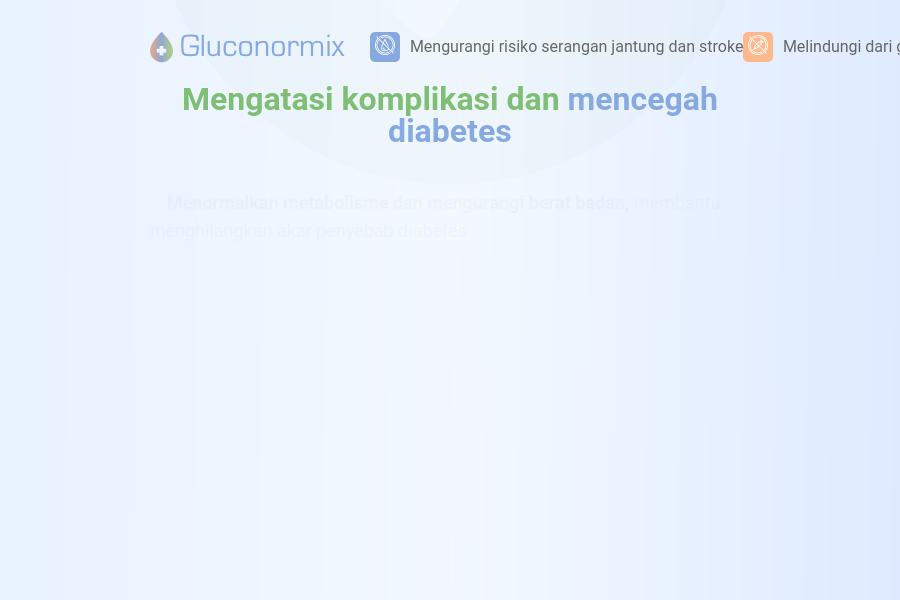 Gluconormix
Mengurangi risiko serangan jantung dan stroke
Melindungi dari
Mengatasi komplikasi dan mencegah
diabetes
Menormalkan metabolisme dan mengurangi berat badan, membantu
menghilangkan akar penyebab diabetes